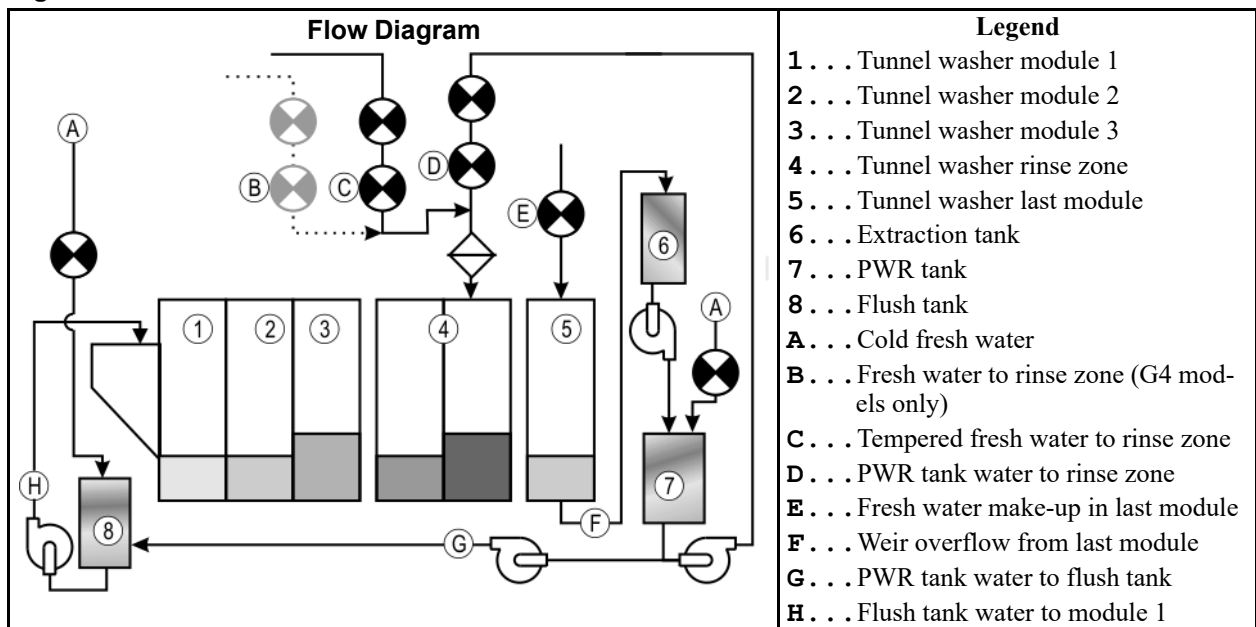 Flow Diagram
A
B
C
D
E
6
A
1
2
3
4
5
H
8
G
F
7
Legend
1...Tunnel washer module 1
2...Tunnel washer module 2
3...Tunnel washer module 3
4...Tunnel washer rinse zone
5...Tunnel washer last module
6...Extraction tank
7...PWR tank
8...Flush tank
A...Cold fresh water
B...Fresh water to rinse zone (G4 mod-
els only)
C...Tempered fresh water to rinse zone
D...PWR tank water to rinse zone
E...Fresh water make-up in last module
F...Weir overflow from last module
G...PWR tank water to flush tank
H...Flush tank water to module 1